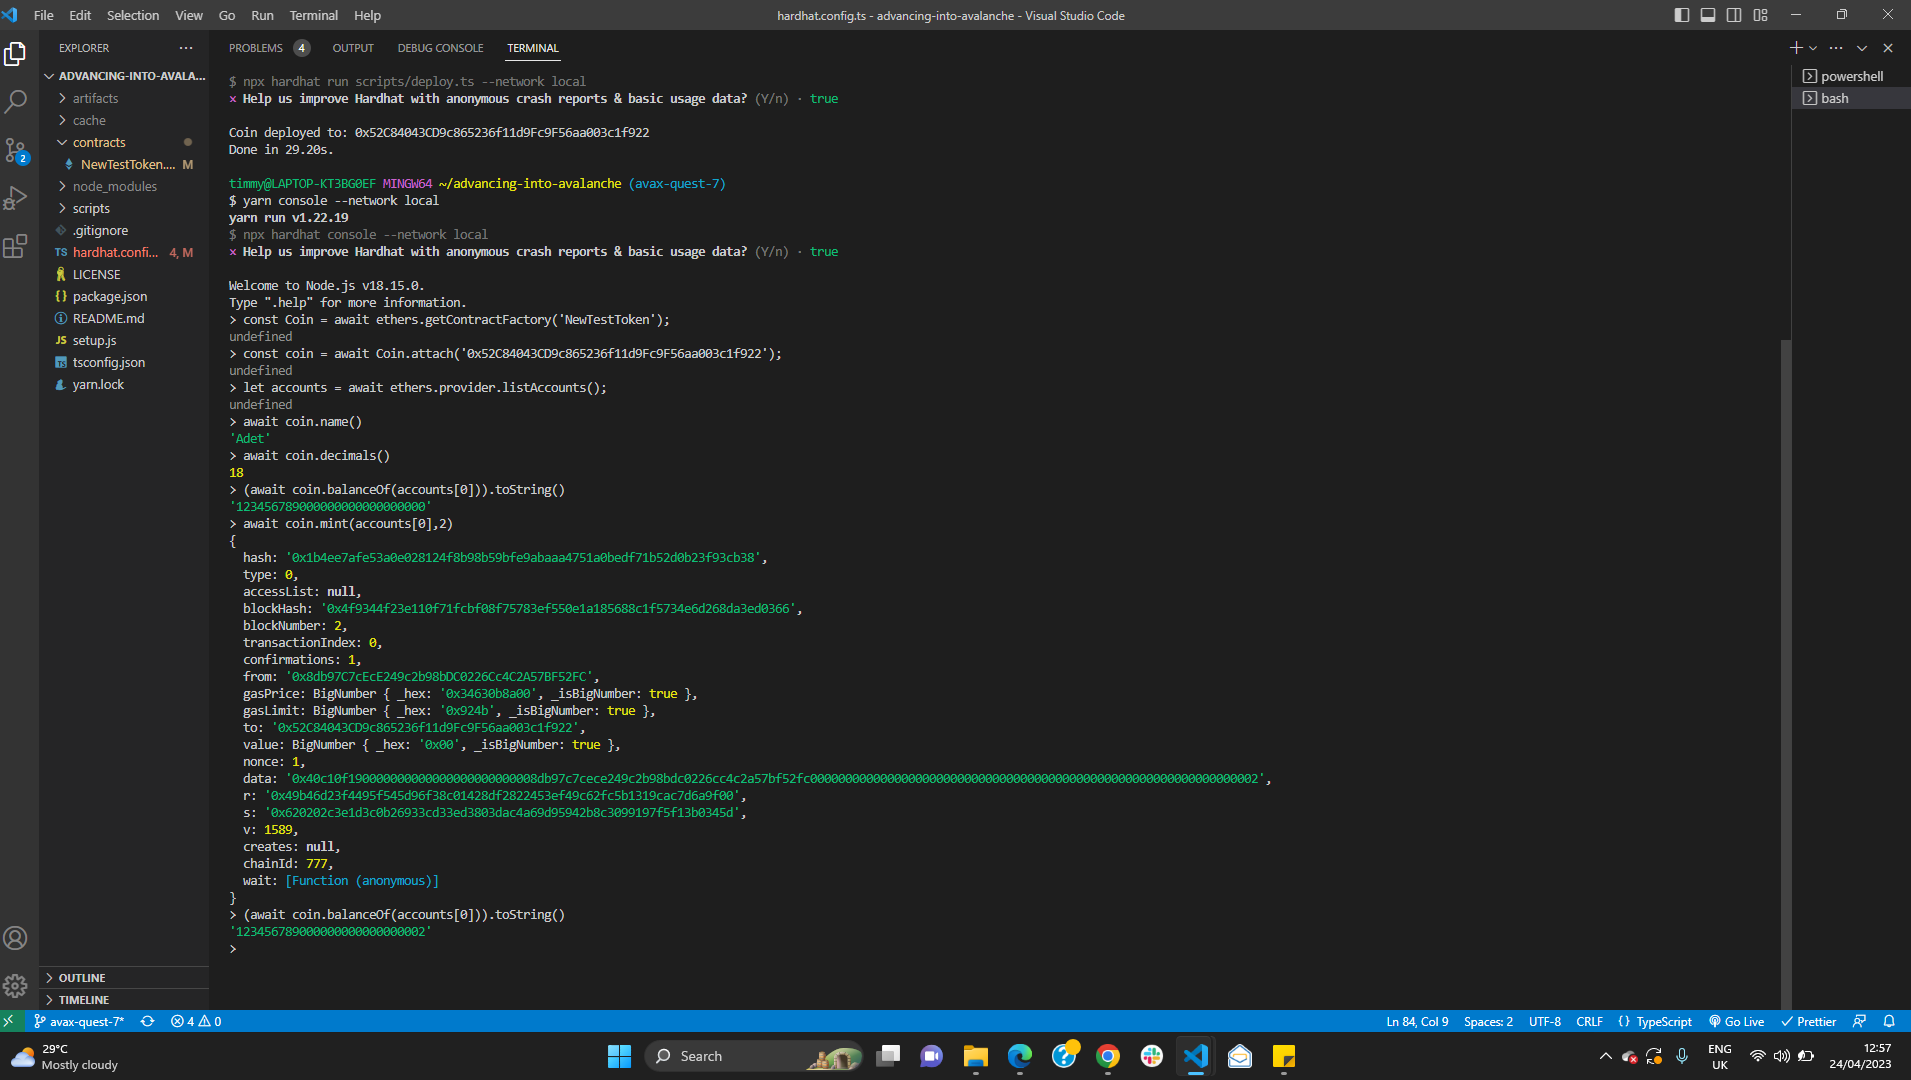 File Edit Selection View Go Run Terminal Help
hardhat.config.ts - advancing-into-avalanche - Visual Studio Code
EXPLORER
ADVANCING-INTO-AVALA...
artifacts
cache
contracts
NewTestToken.... M
node_modules
scripts
.gitignore
TS hardhat.confi... 4, M
LICENSE
{} package.json
README.md
JS setup.js
TS tsconfig.json
yarn.lock
OUTLINE
TIMELINE
2
PROBLEMS 4 OUTPUT DEBUG CONSOLE TERMINAL
powershell
bash
$ npx hardhat run scripts/deploy.ts --network local
× Help us improve Hardhat with anonymous crash reports & basic usage data? (Y/n) · true
Coin deployed to: 0x52C84043CD9c865236f11d9Fc9F56aa003c1f922
Done in 29.20s.
timmy@LAPTOP-KT3BG0EF MINGW64 ~/advancing-into-avalanche (avax-quest-7)
$ yarn console --network local
yarn run v1.22.19
$ npx hardhat console --network local
× Help us improve Hardhat with anonymous crash reports & basic usage data? (Y/n) · true
Welcome to Node.js v18.15.0.
Type ".help" for more information.
> const Coin = await ethers.getContractFactory('NewTestToken');
undefined
> const coin = await Coin.attach('0x52C84043CD9c865236f11d9Fc9F56aa003c1f922');
undefined
> let accounts = await ethers.provider.listAccounts();
undefined
> await coin.name()
'Adet'
> await coin.decimals()
18
> (await coin.balanceOf(accounts[0])).toString()
'123456789000000000000000000'
> await coin.mint(accounts[0],2)
{
hash: '0x1b4ee7afe53a0e028124f8b98b59bfe9abaaa4751a0bedf71b52d0b23f93cb38',
type: 0,
accessList: null,
blockHash: '0x4f9344f23e110f71fcbf08f75783ef550e1a185688c1f5734e6d268da3ed0366',
blockNumber: 2,
transactionIndex: 0,
confirmations: 1,
from: '0x8db97C7cEcE249c2b98bDC0226Cc4C2A57BF52FC',
gasPrice: BigNumber { _hex: '0x34630b8a00', _isBigNumber: true },
gasLimit: BigNumber { _hex: '0x924b', _isBigNumber: true },
to: '0x52C84043CD9c865236f11d9Fc9F56aa003c1f922',
value: BigNumber { _hex: '0x00', _isBigNumber: true },
nonce: 1,
data: '0x40c10f190000000000000000000000008db97c7cece249c2b98bdc0226cc4c2a57bf52fc0000000000000000000000000000000000000000000000000000000000000002',
r: '0x49b46d23f4495f545d96f38c01428df2822453ef49c62fc5b1319cac7d6a9f00',
s: '0x620202c3e1d3c0b26933cd33ed3803dac4a69d95942b8c3099197f5f13b0345d',
v: 1589,
creates: null,
chainId: 777,
wait: [Function (anonymous)]
}
> (await coin.balanceOf(accounts[0])).toString()
'123456789000000000000000002'
>
avax-quest-7* 4 0
Ln 84, Col 9 Spaces: 2 UTF-8 CRLF {} TypeScript Go Live Prettier
29°C
Mostly cloudy
Search
ENG
UK
12:57
24/04/2023